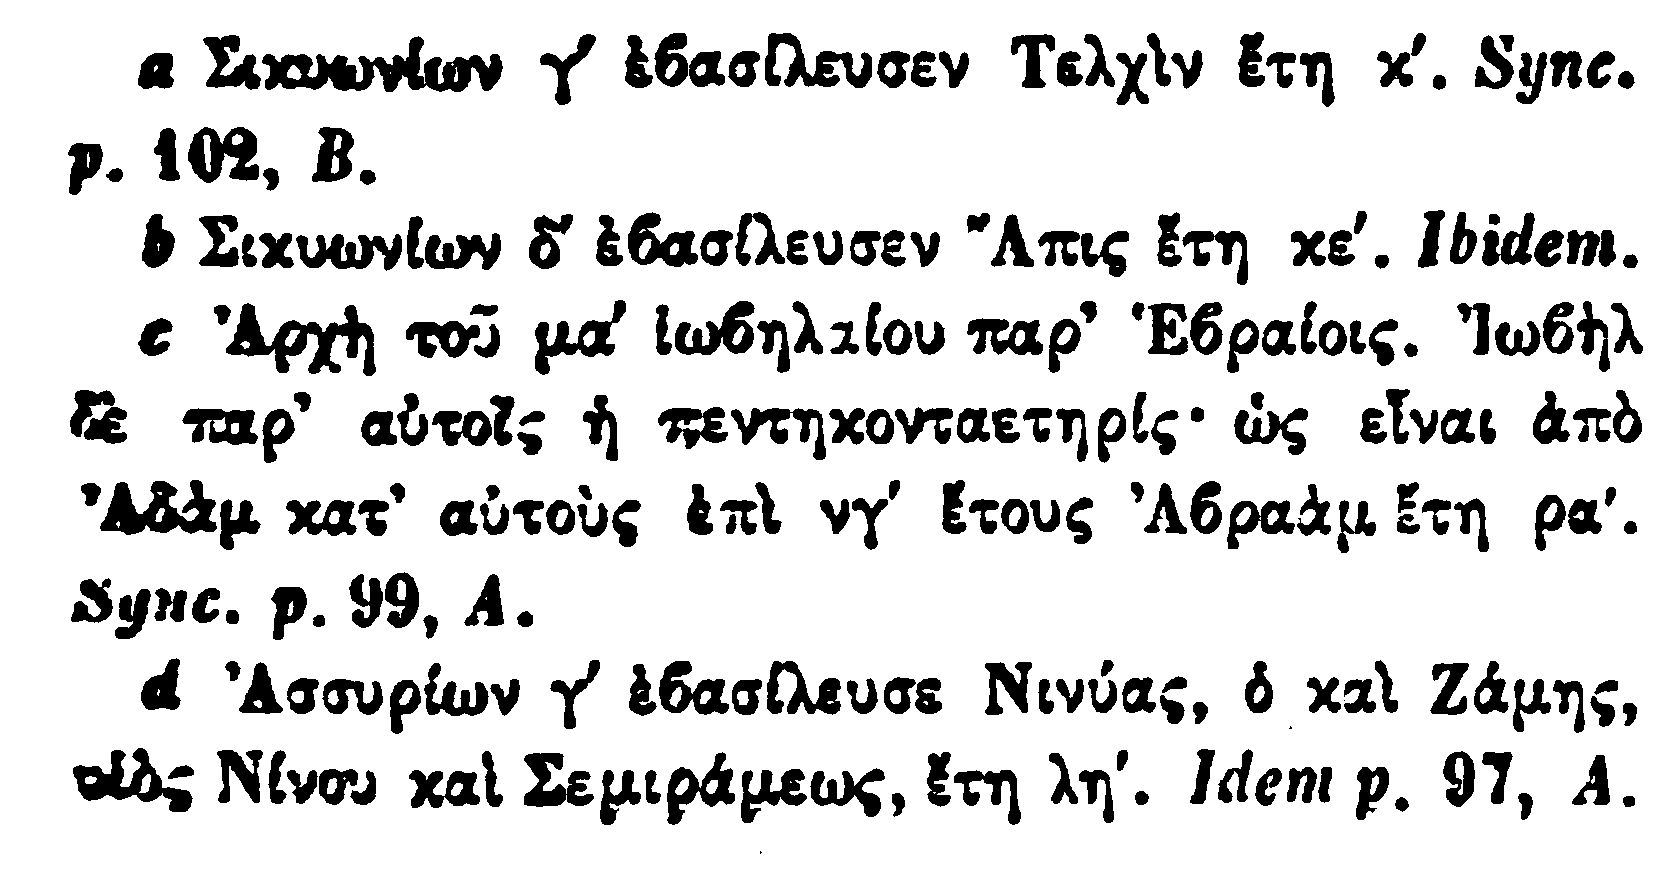 a Σικυωνίων γ′ ἐϐασίλευσεν Τελχὶν ἔτη κ′. Sync.
p. 102, B.
b Σικυωνίων δ′ ἐϐασίλευσεν Ἄπις ἔτη κε′. Ibidem.
c Ἀρχὴ τοῦ μα′ ἰωϐηλαίου παρ’ Ἑϐραίοις. Ἰωϐὴλ
δὲ παρ’ αὐτοῖς ἡ πεντηκονταετηρίς· ὡς εἶναι ἀπὸ
Ἀδὰμ κατ’ αὐτοὺς ἐπὶ νγ′ ἔτους Ἀϐραὰμ ἔτη ρα′.
Sync. p. 99, A.
d Ἀσσυρίων γ′ ἐϐασίλευσε Νινύας, ὁ καὶ Ζάμης,
υἱὸς Νίνου καὶ Σεμιράμεως, ἔτη λη′. Idem p. 97, A.